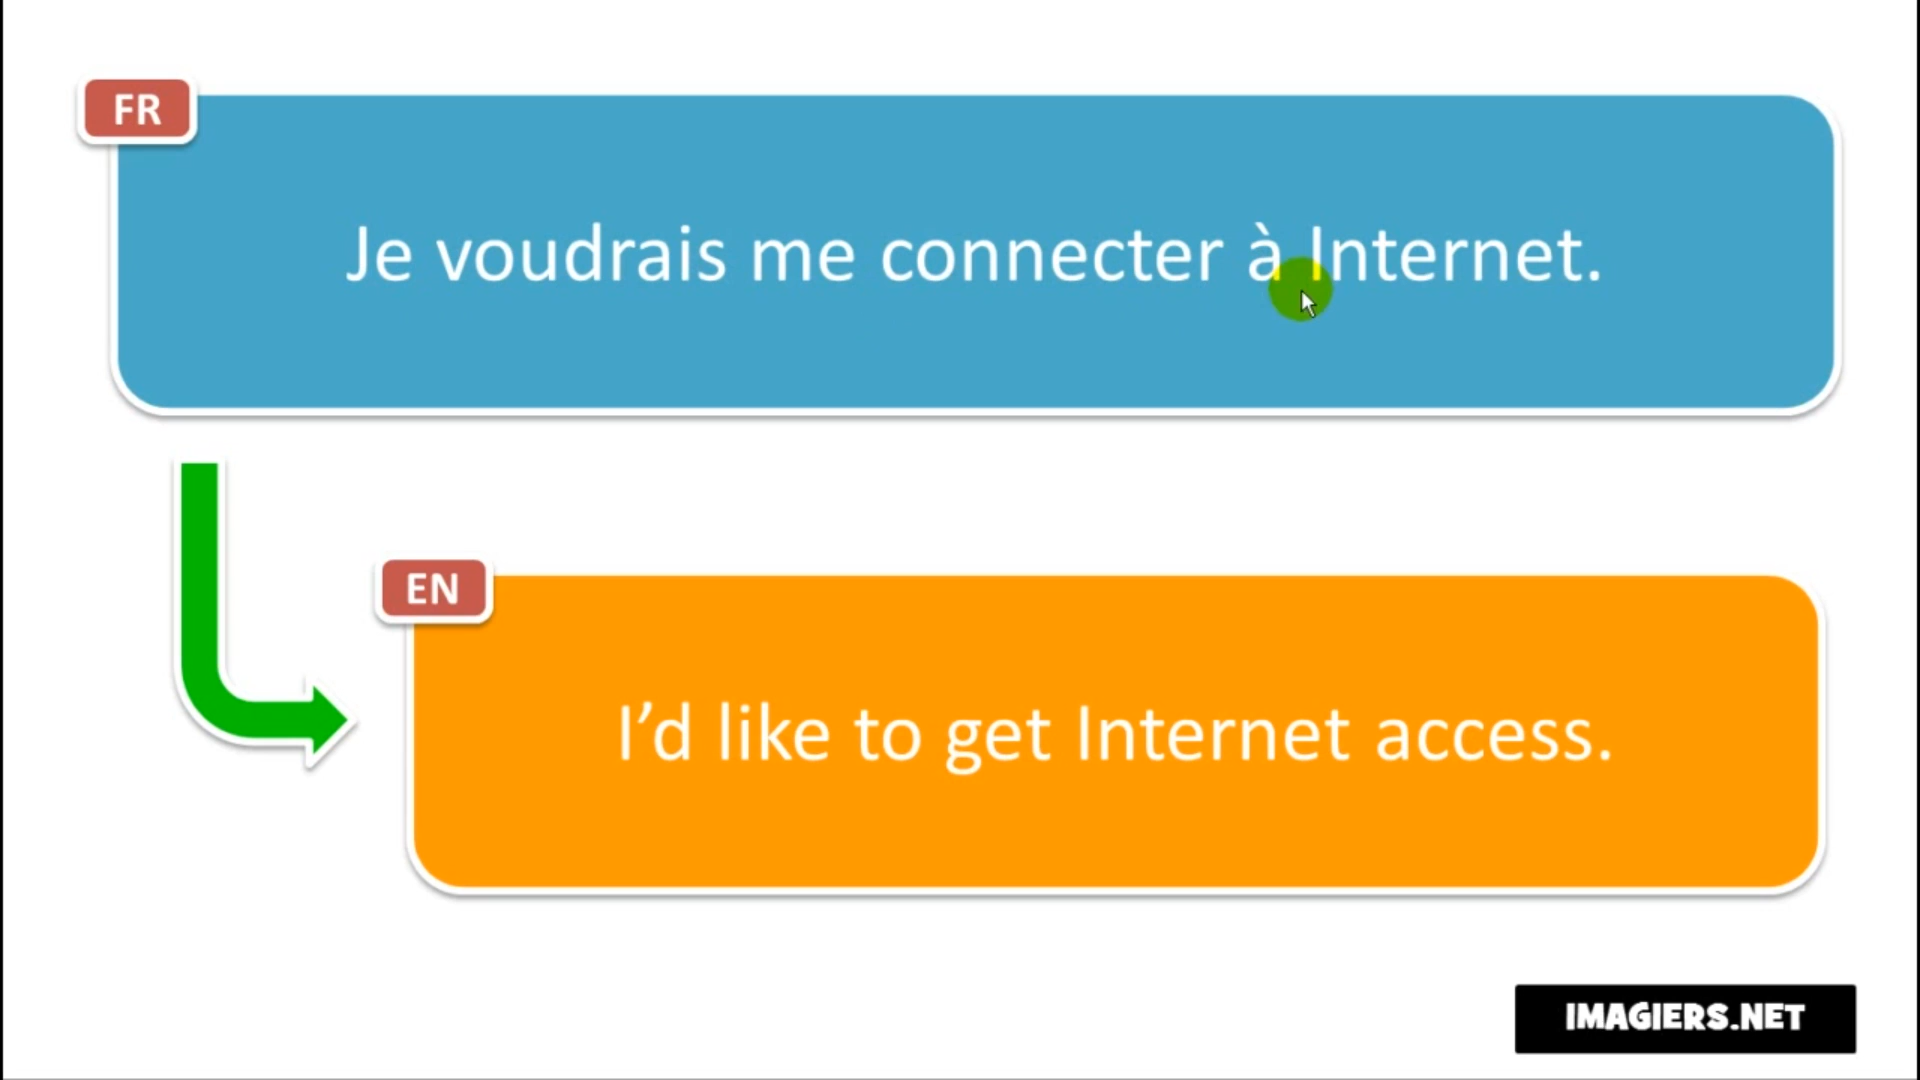 FR
Je voudrais me connecter à Internet.
EN
I’d like to get Internet access.
IMAGIERS.NET